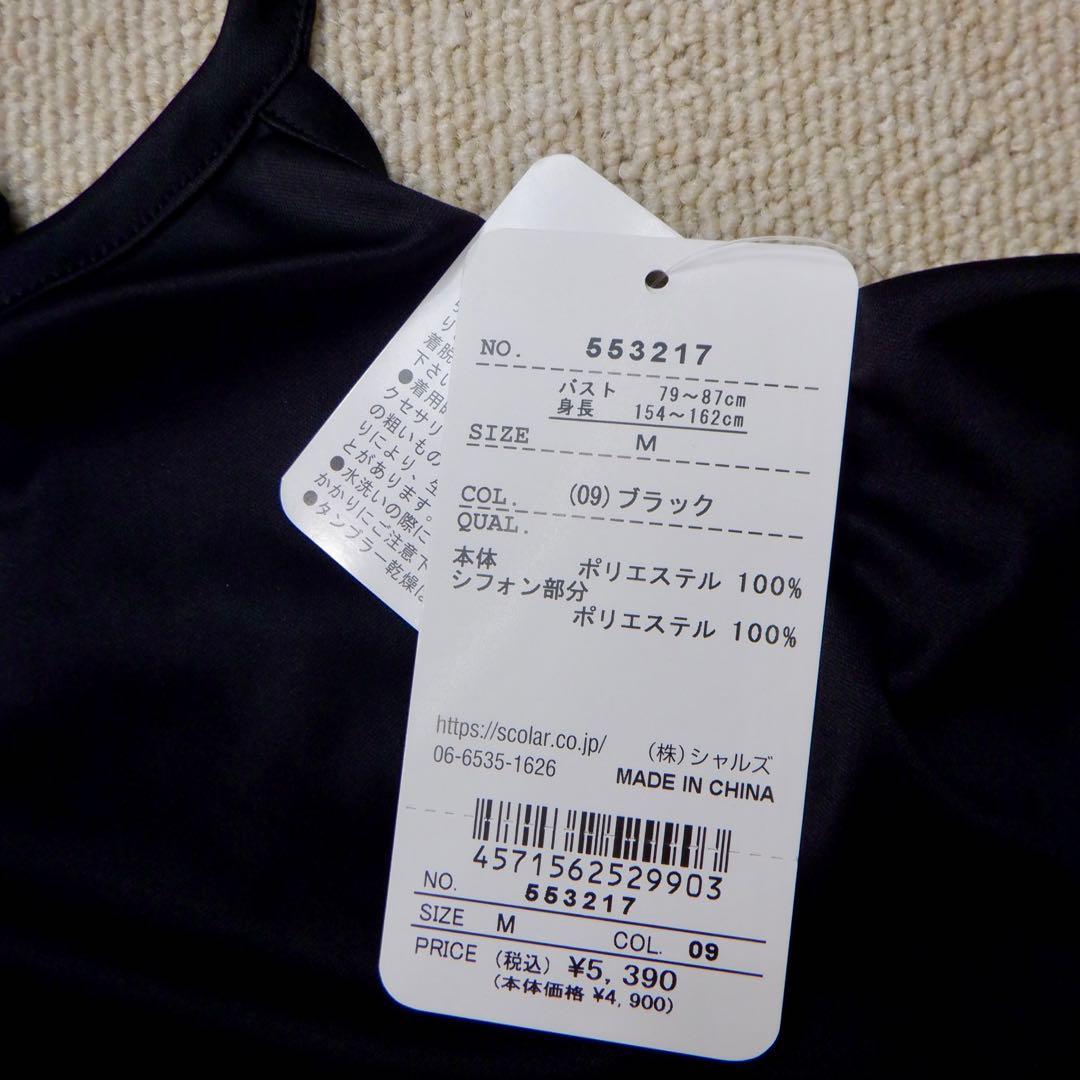 NO. 553217
バスト 79～87cm
身長 154～162cm
SIZE M
COL. (09)ブラック
QUAL.
本体 ポリエステル 100%
シフォン部分
ポリエステル 100%
https://scolar.co.jp/
06-6535-1626
(株)シャルズ
MADE IN CHINA
4571562529903
NO. 553217
SIZE M COL. 09
PRICE (税込) ¥5,390
(本体価格 ¥4,900)
着脱
下さい
●着用
クセサリ
の粗いもの
りにより、生
とがあります。
●水洗いの際に
かかりにご注意下
●タンブラー乾燥は